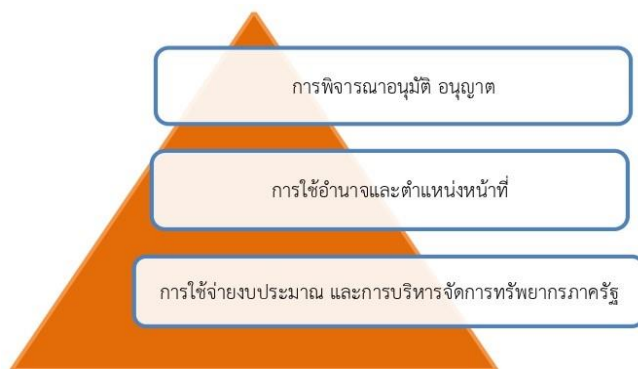 การพิจารณาอนุมัติ อนุญาต
การใช้อำนาจและตำแหน่งหน้าที่
การใช้จ่ายงบประมาณ และการบริหารจัดการทรัพยากรภาครัฐ